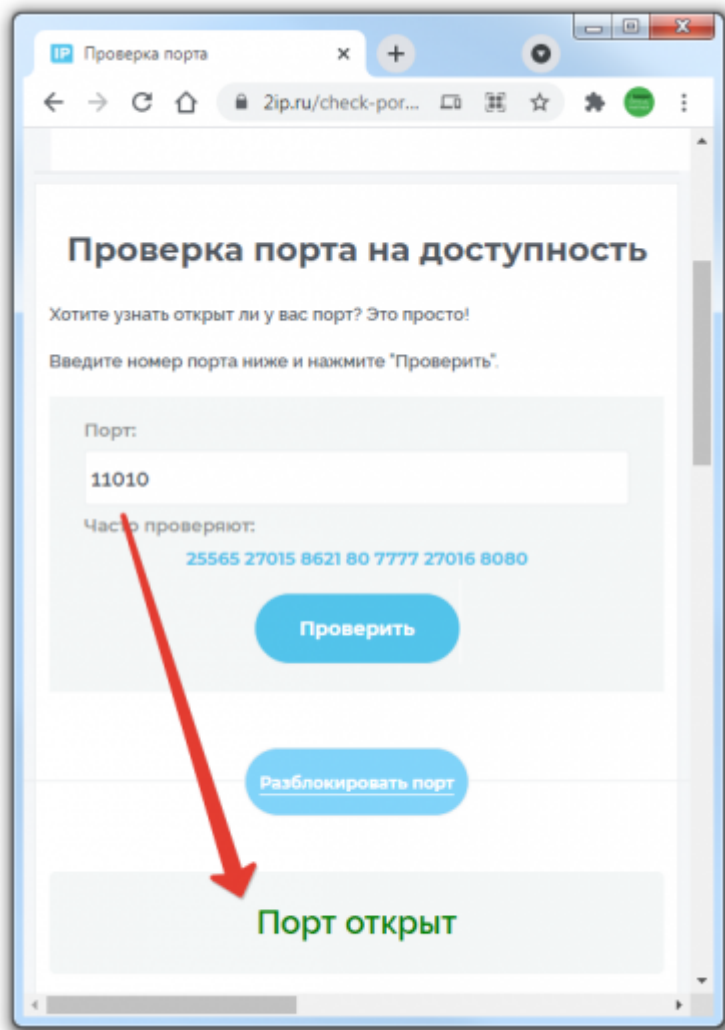 IP Проверка порта
2ip.ru/check-por...
Проверка порта на доступность
Хотите узнать открыт ли у вас порт? Это просто!
Введите номер порта ниже и нажмите "Проверить".
Порт:
11010
Часто проверяют:
25565 27015 8621 80 7777 27016 8080
Проверить
Разблокировать порт
Порт открыт